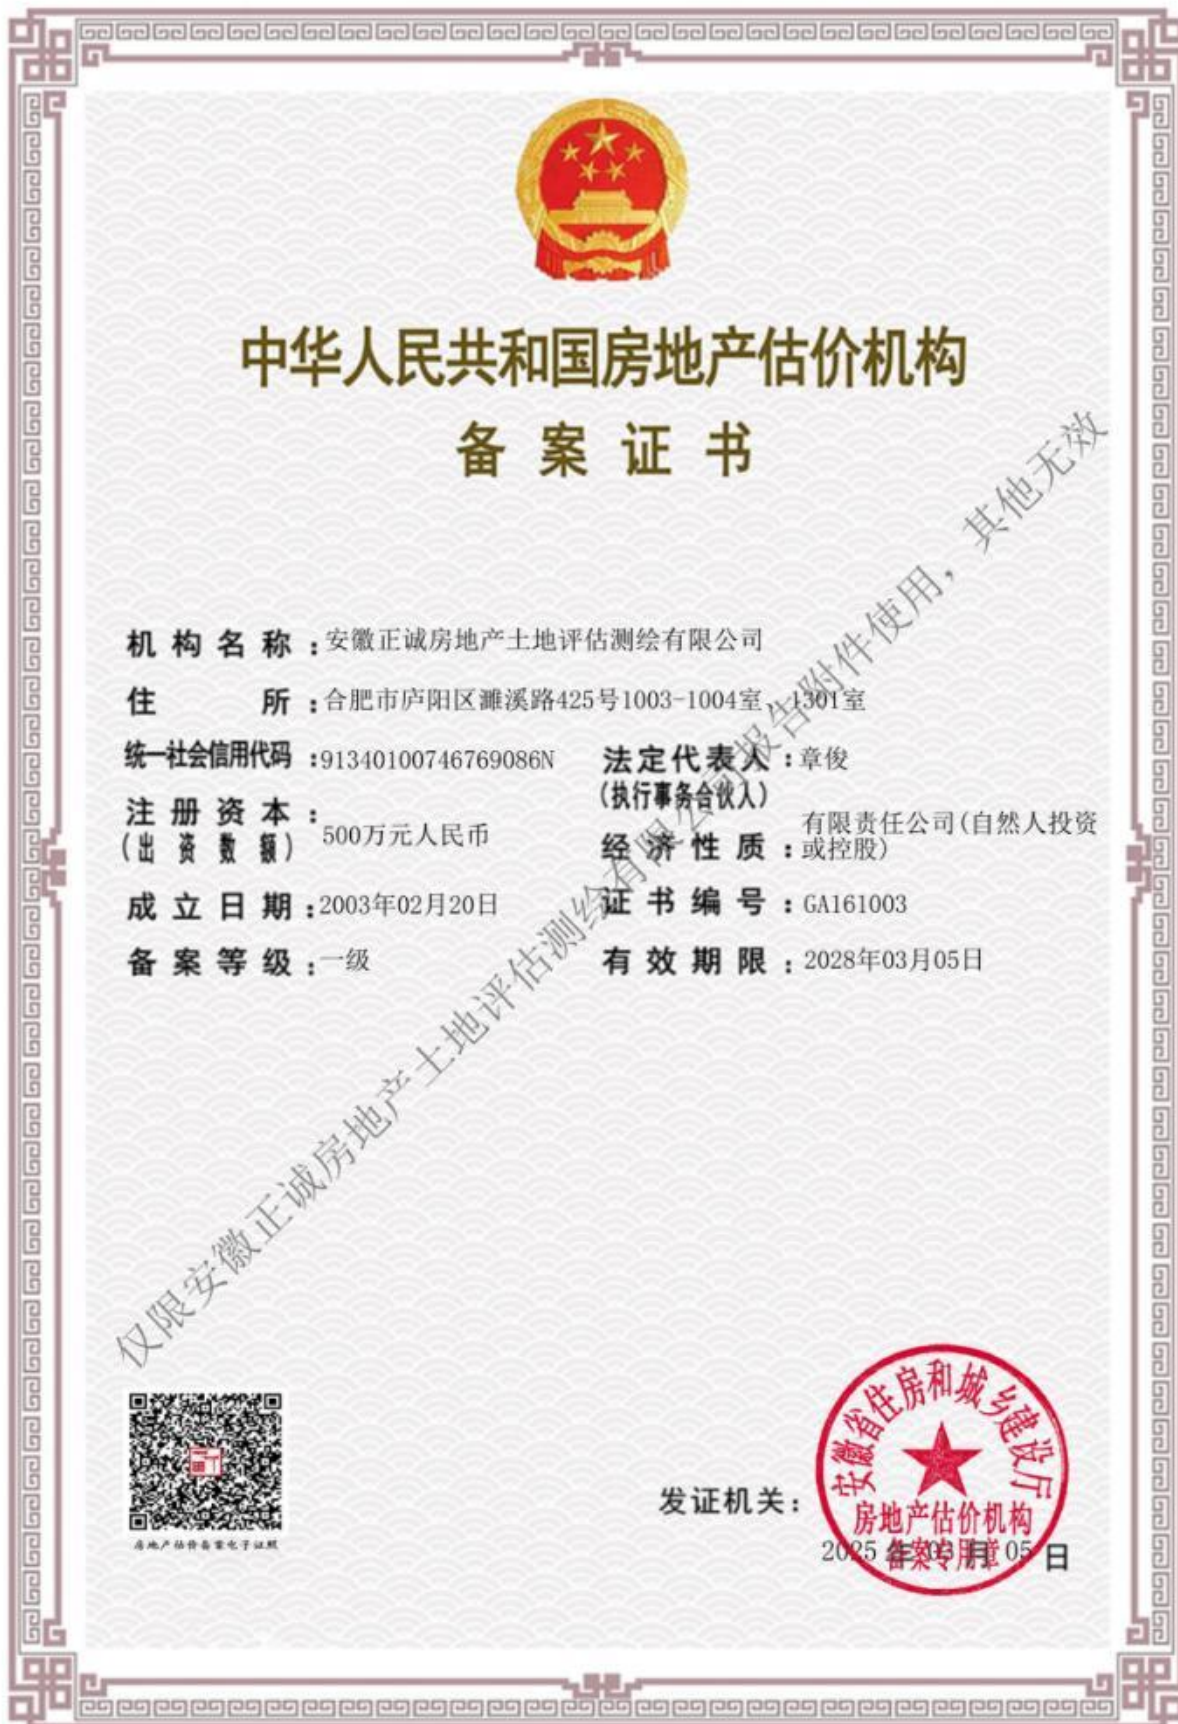 中华人民共和国房地产估价机构
备案证书
机构名称：安徽正诚房地产土地评估测绘有限公司
住所：合肥市庐阳区濉溪路425号1003-1004室、1301室
统一社会信用代码：91340100746769086N
法定代表人：章俊
(执行事务合伙人)
注册资本：
(出资数额)
500万元人民币
经济性质：有限责任公司(自然人投资
或控股)
成立日期：2003年02月20日
证书编号：GA161003
备案等级：一级
有效期限：2028年03月05日
仅限安徽正诚房地产土地评估测绘有限公司报告附件使用，其他无效
房地产估价备案电子证照
发证机关：
安徽省住房和城乡建设厅
房地产估价机构
备案专用章
2025年03月05日